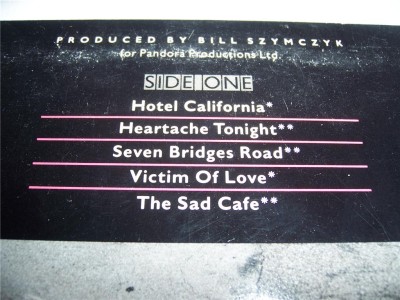 PRODUCED BY BILL SZYMCZYK
for Pandora Productions Ltd.
SIDE ONE
Hotel California*
Heartache Tonight**
Seven Bridges Road**
Victim Of Love*
The Sad Cafe**